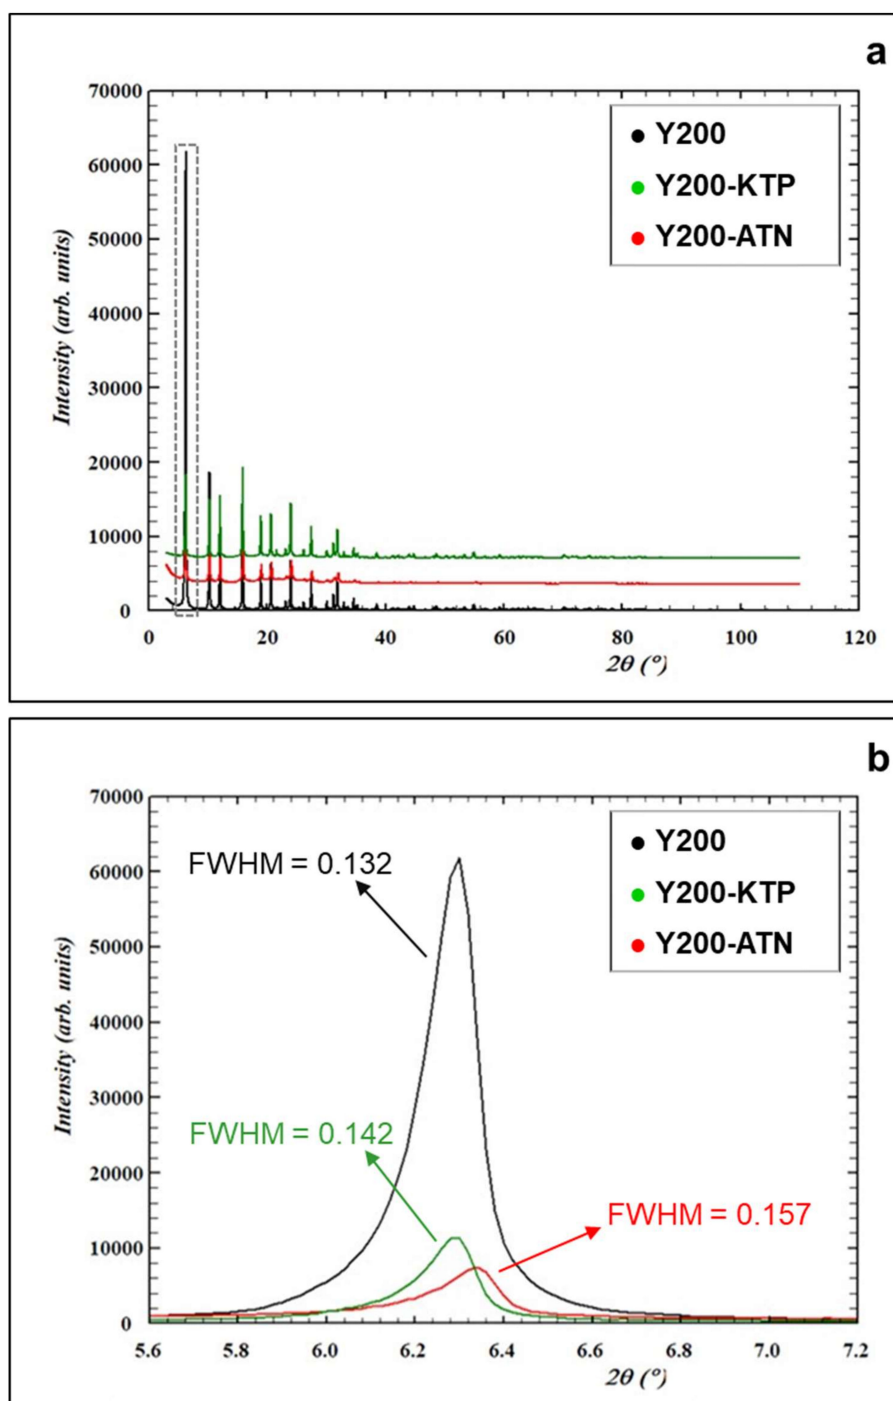 a
70000
Y200
60000
Y200-KTP
50000
Y200-ATN
40000
30000
20000
10000
0
Intensity (arb. units)
0 20 40 60 80 100 120
2θ (°)
b
70000
Y200
FWHM = 0.132
60000
Y200-KTP
50000
Y200-ATN
40000
30000
FWHM = 0.142
20000
FWHM = 0.157
10000
0
Intensity (arb. units)
5.6 5.8 6.0 6.2 6.4 6.6 6.8 7.0 7.2
2θ (°)